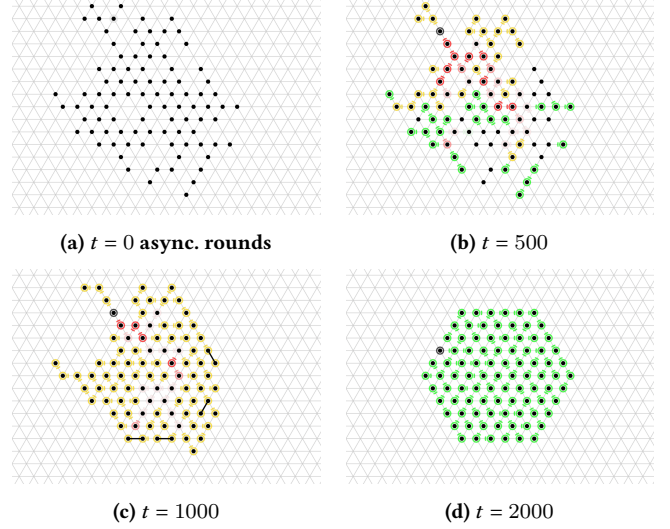 (a) t = 0 async. rounds
(b) t = 500
(c) t = 1000
(d) t = 2000